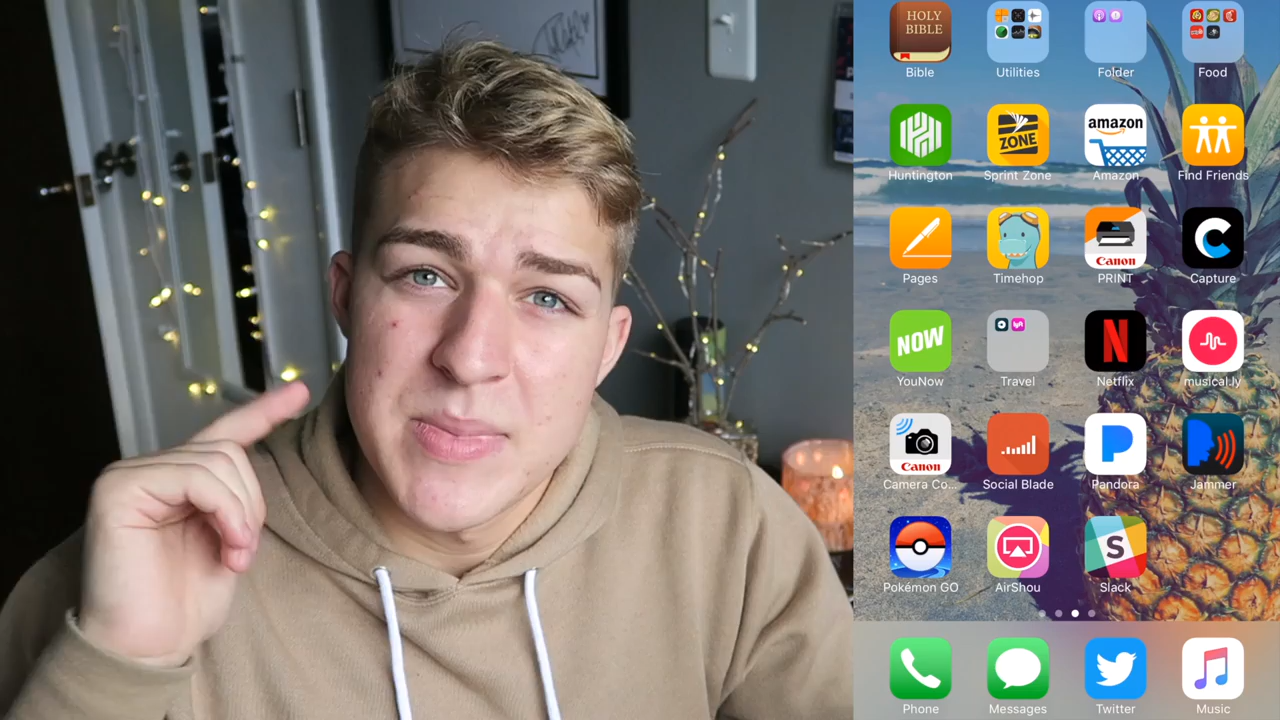 HOLY
BIBLE
Bible
Utilities
Folder
Food
ZONE
amazon
Huntington
Sprint Zone
Amazon
Find Friends
Canon
Pages
Timehop
PRINT
Capture
NOW
N
YouNow
Travel
Netflix
musical.ly
Canon
P
Camera Co...
Social Blade
Pandora
Jammer
S
Pokémon GO
AirShou
Slack
Phone
Messages
Twitter
Music